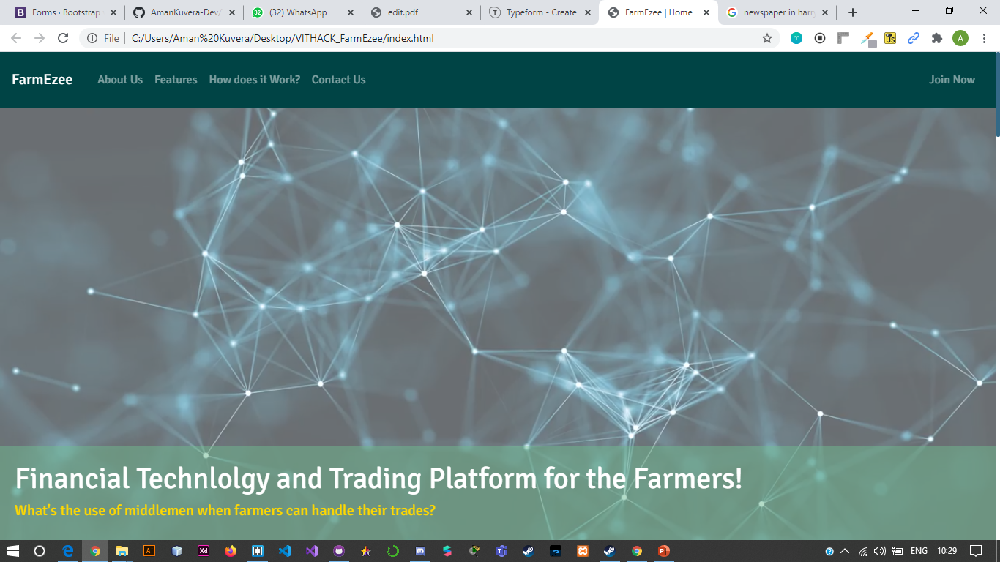 Forms · Bootstrap
AmanKuvera-Dev/
(32) WhatsApp
edit.pdf
Typeform - Create
FarmEzee | Home
newspaper in harr
File
C:/Users/Aman%20Kuvera/Desktop/VITHACK_FarmEzee/index.html
FarmEzee
About Us
Features
How does it Work?
Contact Us
Join Now
Financial Technlolgy and Trading Platform for the Farmers!
What's the use of middlemen when farmers can handle their trades?
ENG
10:29